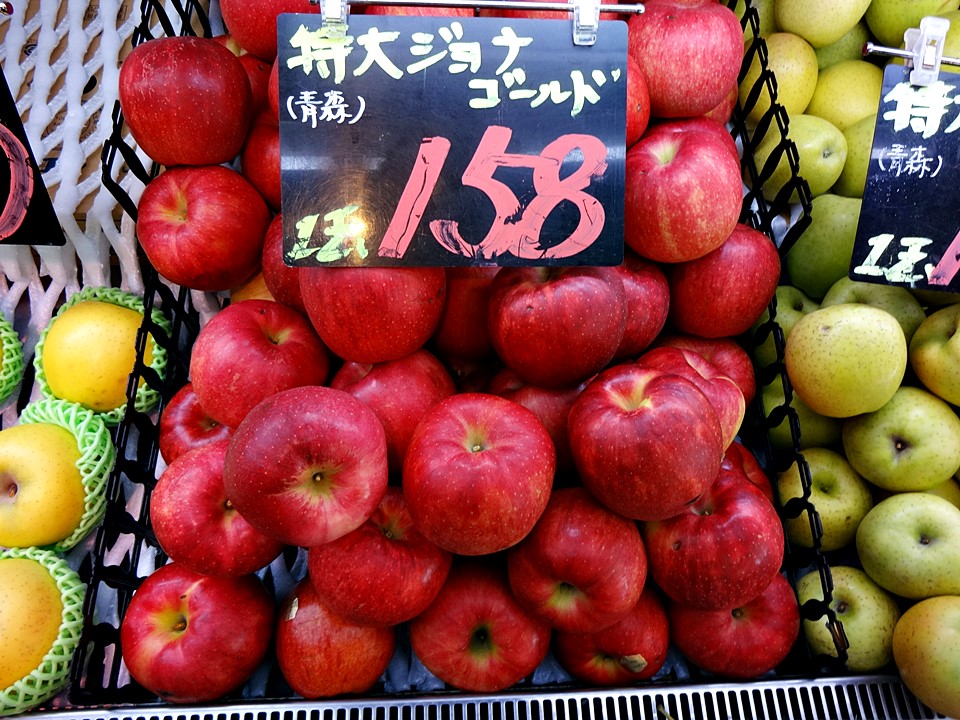 特大ジョナ
ゴールド
(青森)
1玉 158
特大
(青森)
1玉